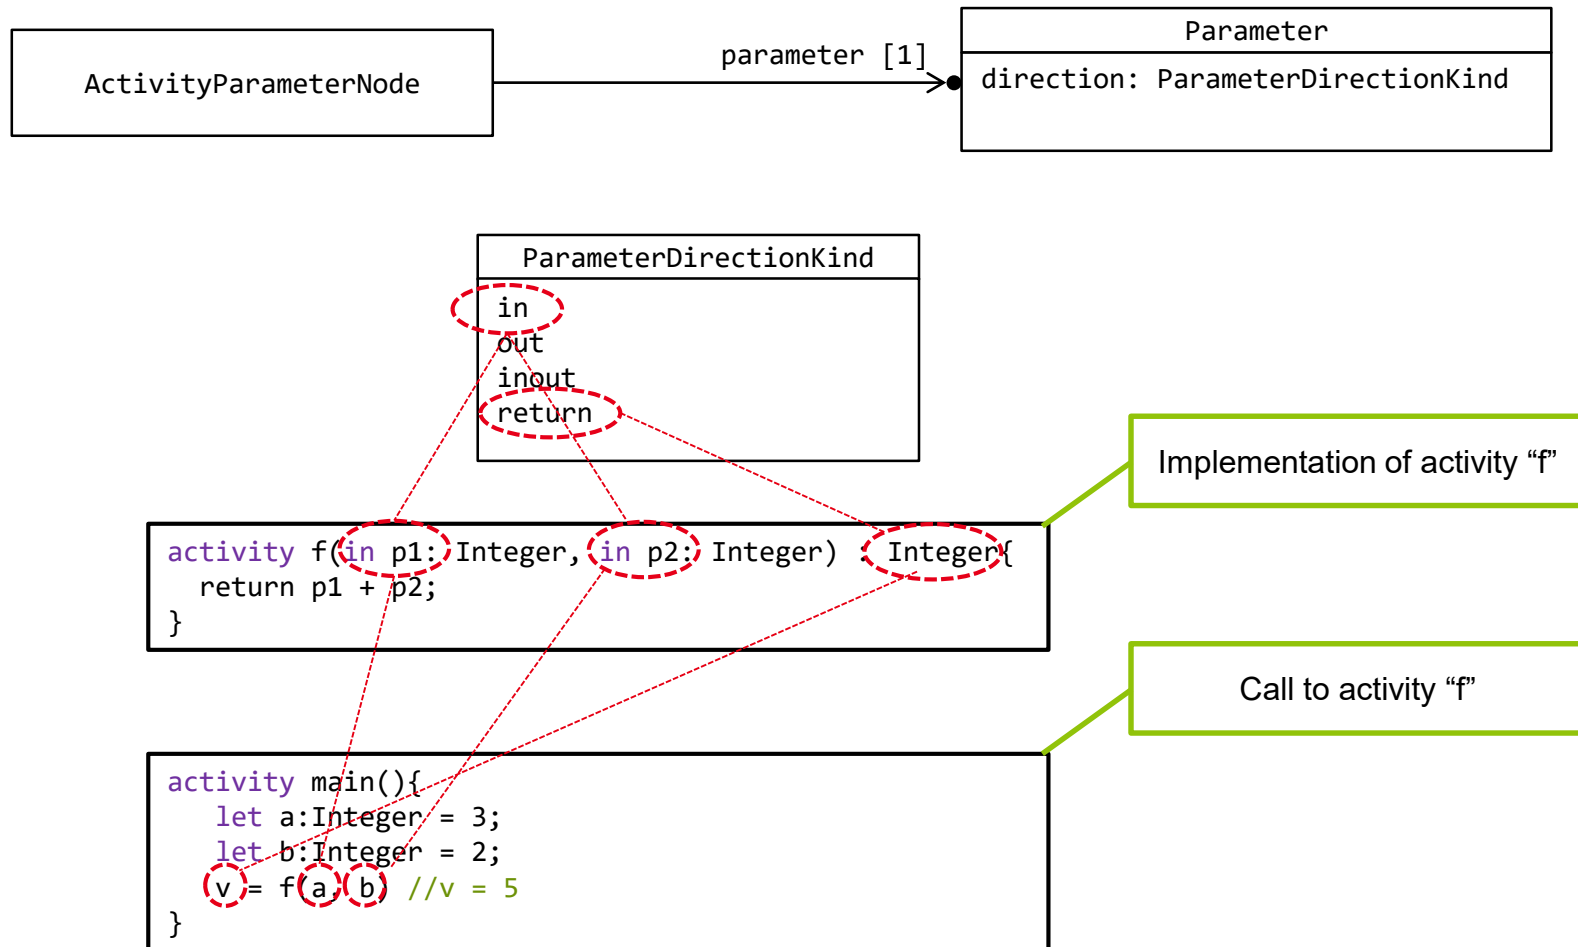 ActivityParameterNode
parameter [1]
Parameter
direction: ParameterDirectionKind
ParameterDirectionKind
in
out
inout
return
Implementation of activity “f”
activity f(in p1: Integer, in p2: Integer) : Integer{
return p1 + p2;
}
Call to activity “f”
activity main(){
let a:Integer = 3;
let b:Integer = 2;
v = f(a, b) //v = 5
}